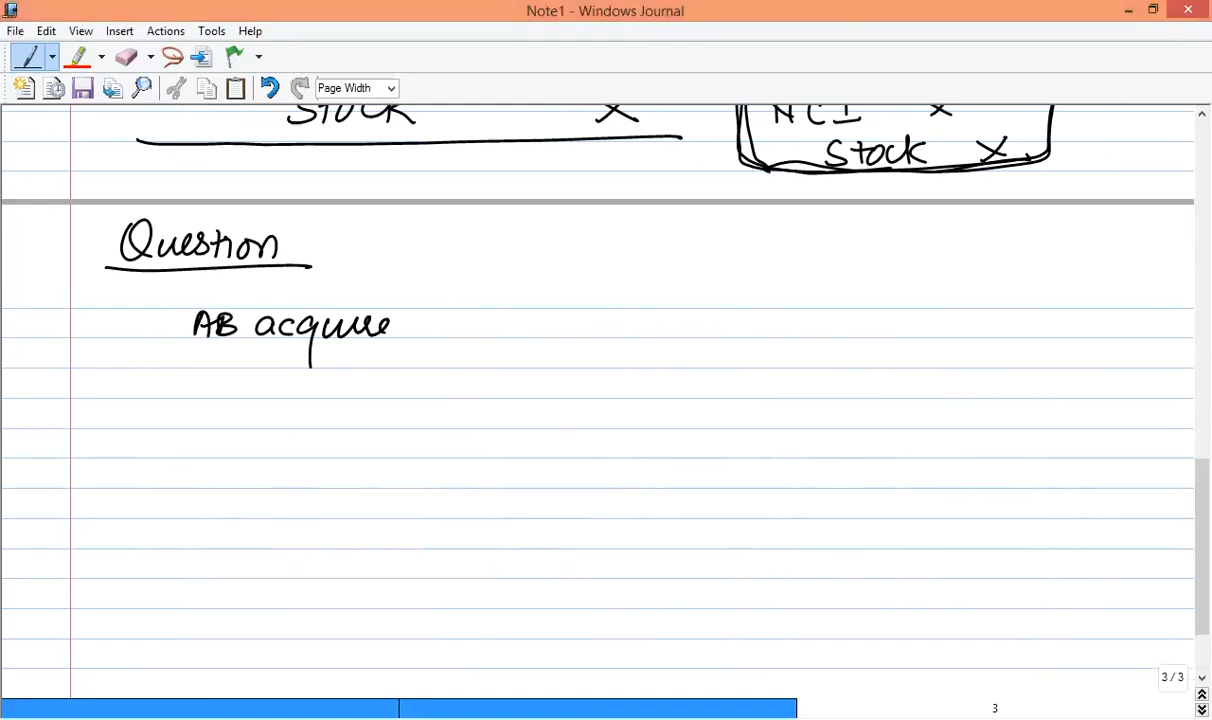 Note1 - Windows Journal
File Edit View Insert Actions Tools Help
Page Width
Stock X
NCI X
Stock X
Question
AB acquire
3 / 3
3